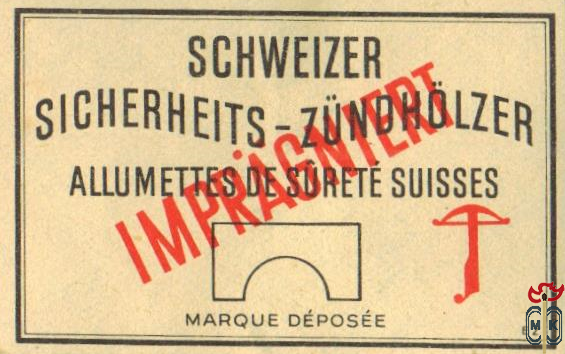 SCHWEIZER
SICHERHEITS-ZÜNDHÖLZER
ALLUMETTES DE SÛRETÉ SUISSES
IMPRÄGNIERT
MARQUE DÉPOSÉE
M K